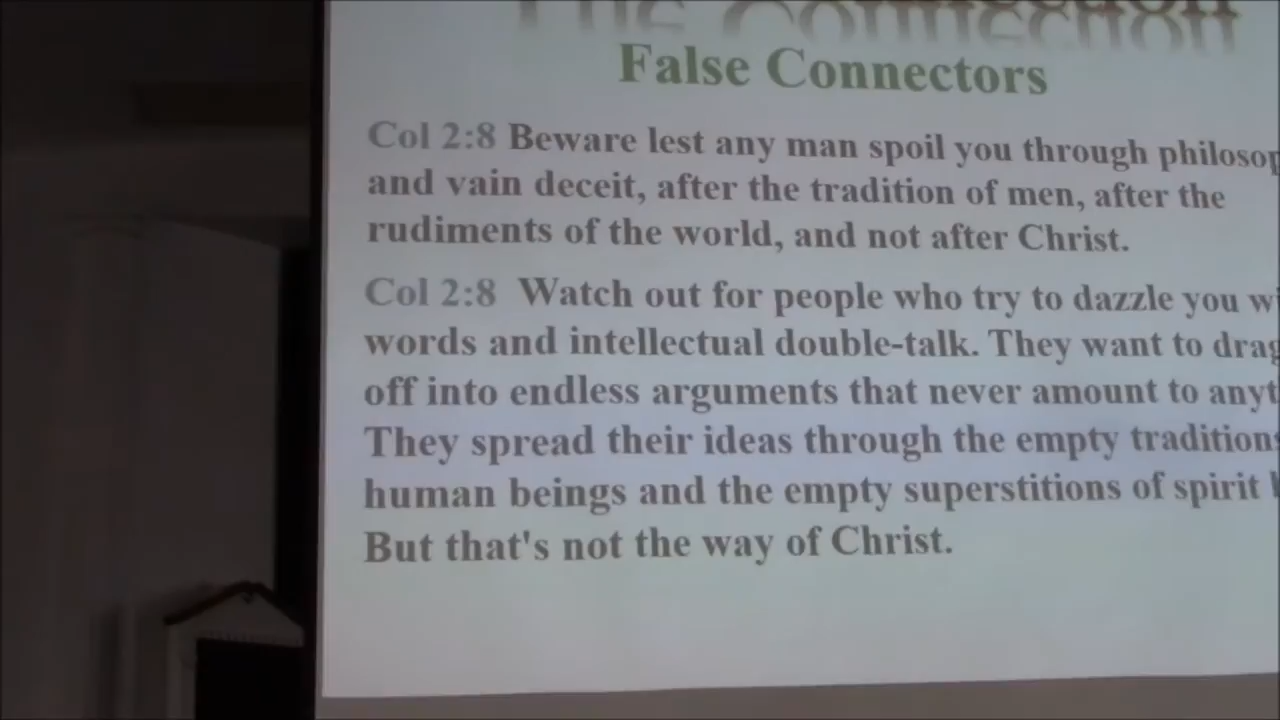 The Connection
False Connectors
Col 2:8 Beware lest any man spoil you through philosop
and vain deceit, after the tradition of men, after the
rudiments of the world, and not after Christ.
Col 2:8 Watch out for people who try to dazzle you wi
words and intellectual double-talk. They want to drag
off into endless arguments that never amount to anyt
They spread their ideas through the empty tradition
human beings and the empty superstitions of spirit
But that's not the way of Christ.